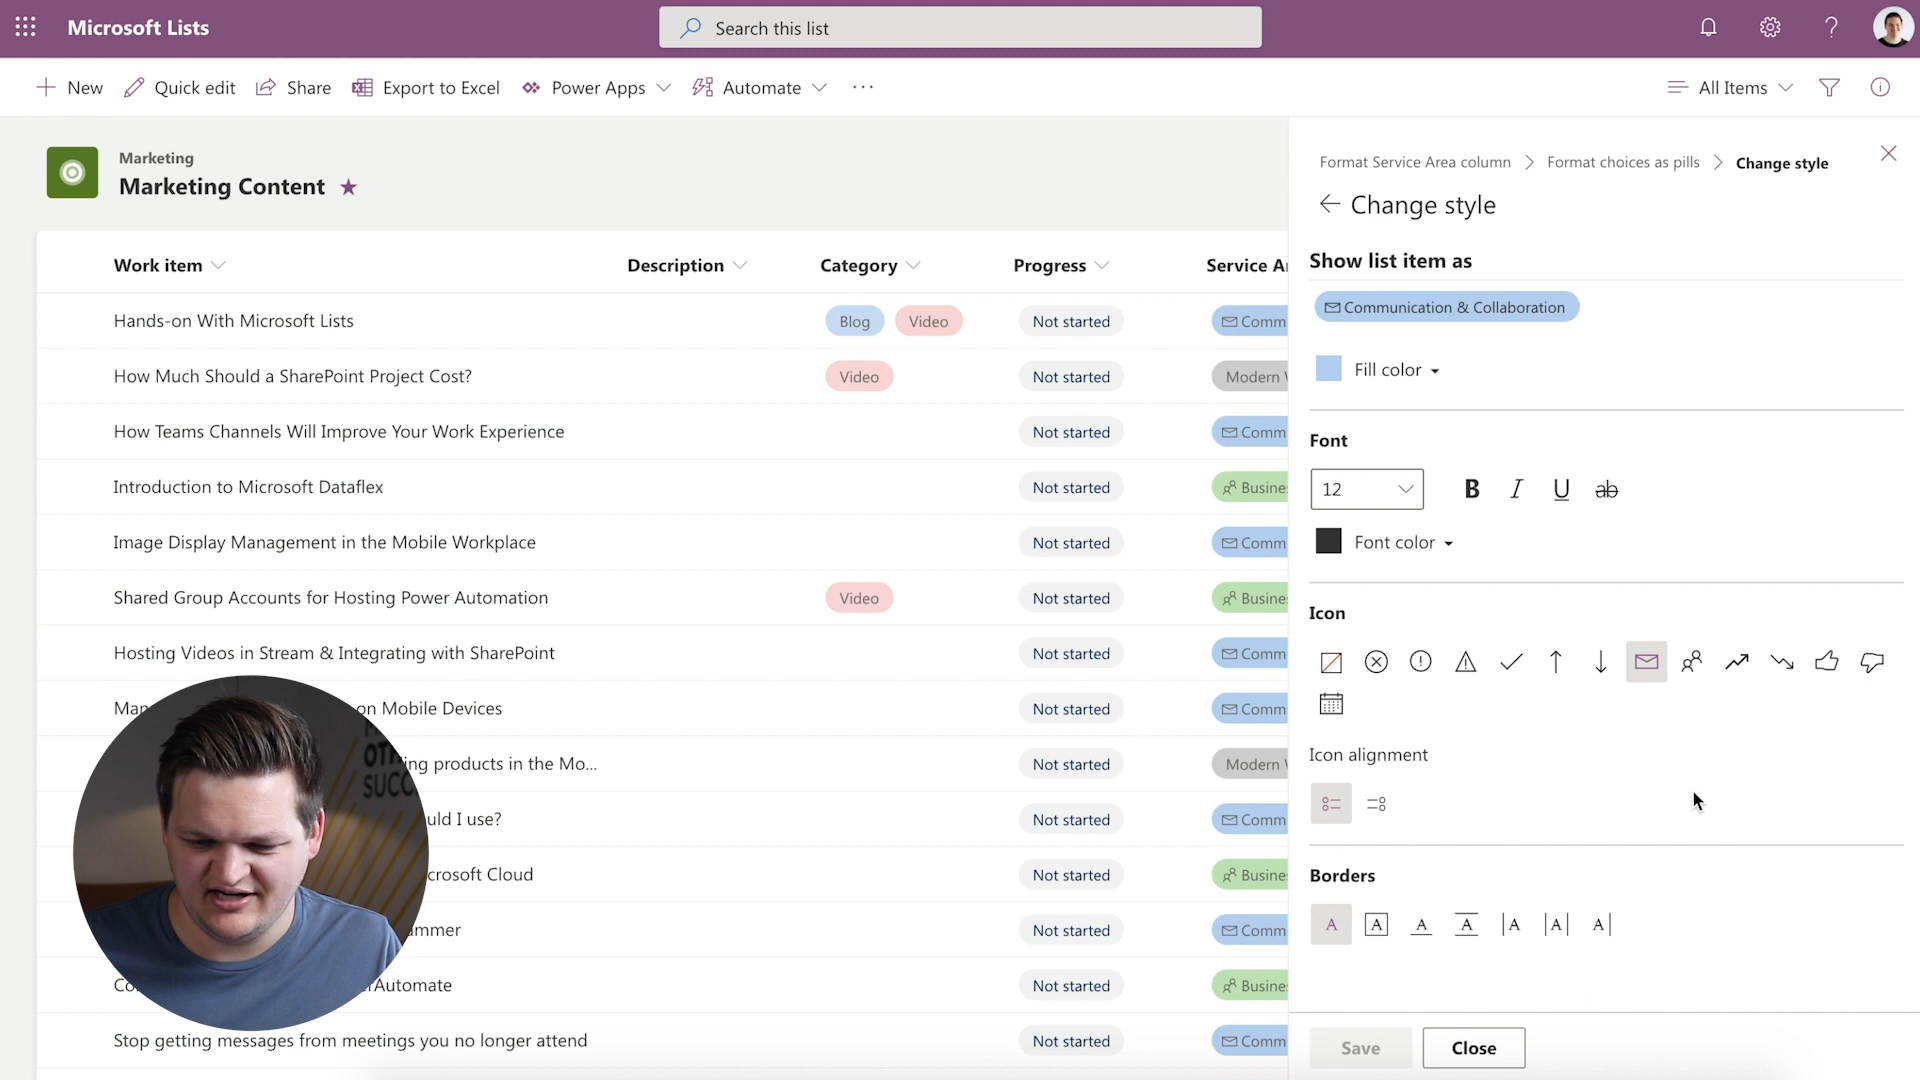 Microsoft Lists
Search this list
New
Quick edit
Share
Export to Excel
Power Apps
Automate
All Items
Marketing
Marketing Content
Work item
Description
Category
Progress
Service A
Hands-on With Microsoft Lists
Blog
Video
Not started
Comm
How Much Should a SharePoint Project Cost?
Video
Not started
Modern
How Teams Channels Will Improve Your Work Experience
Not started
Comm
Introduction to Microsoft Dataflex
Not started
Busine
Image Display Management in the Mobile Workplace
Not started
Comm
Shared Group Accounts for Hosting Power Automation
Video
Not started
Busine
Hosting Videos in Stream & Integrating with SharePoint
Not started
Comm
Man
on Mobile Devices
Not started
Comm
ing products in the Mo...
Not started
Modern
uld I use?
Not started
Comm
crosoft Cloud
Not started
Busine
ammer
Not started
Comm
Co
rAutomate
Not started
Busine
Stop getting messages from meetings you no longer attend
Not started
Comm
OT
SUCC
Format Service Area column > Format choices as pills > Change style
Change style
Show list item as
Communication & Collaboration
Fill color
Font
12
B
I
U
ab
Font color
Icon
Icon alignment
Borders
A A A A A A A
Save
Close